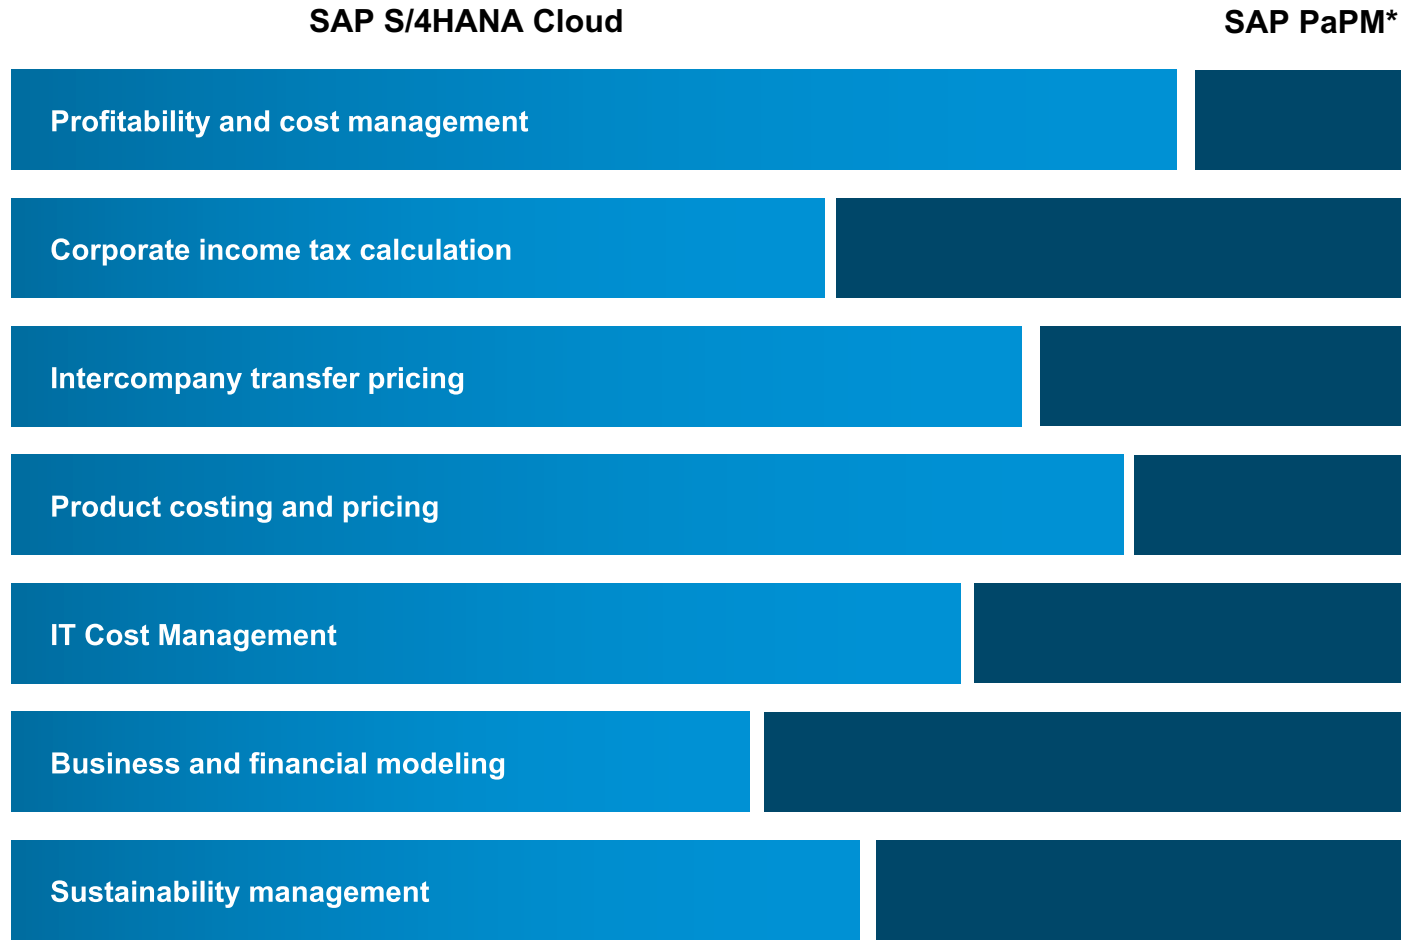 SAP S/4HANA Cloud
SAP PaPM*
Profitability and cost management
Corporate income tax calculation
Intercompany transfer pricing
Product costing and pricing
IT Cost Management
Business and financial modeling
Sustainability management